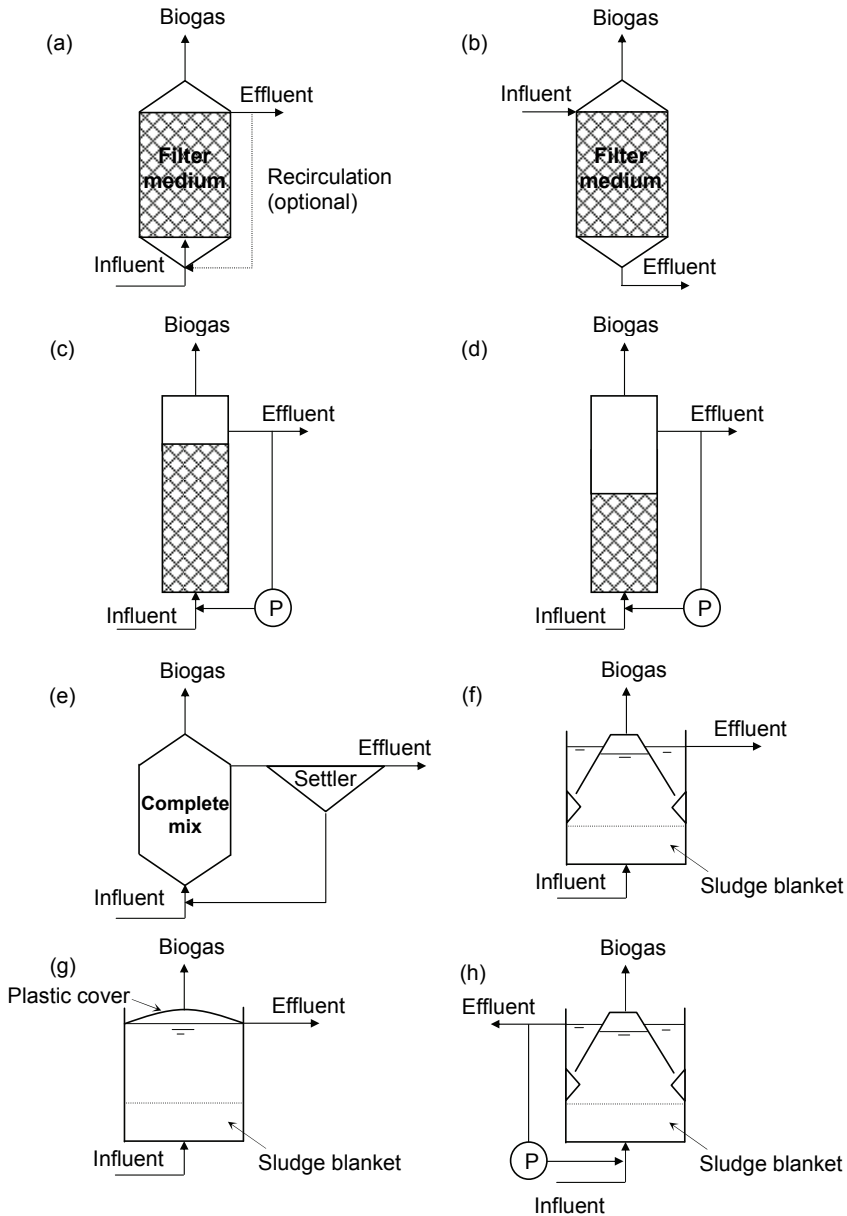 (a)
Biogas
Effluent
Filter
medium
Recirculation
(optional)
Influent
(b)
Biogas
Influent
Filter
medium
Effluent
(c)
Biogas
Effluent
Influent
P
(d)
Biogas
Effluent
Influent
P
(e)
Biogas
Effluent
Settler
Complete
mix
Influent
(f)
Biogas
Effluent
Influent
Sludge blanket
(g)
Biogas
Plastic cover
Effluent
Influent
Sludge blanket
(h)
Biogas
Effluent
P
Sludge blanket
Influent